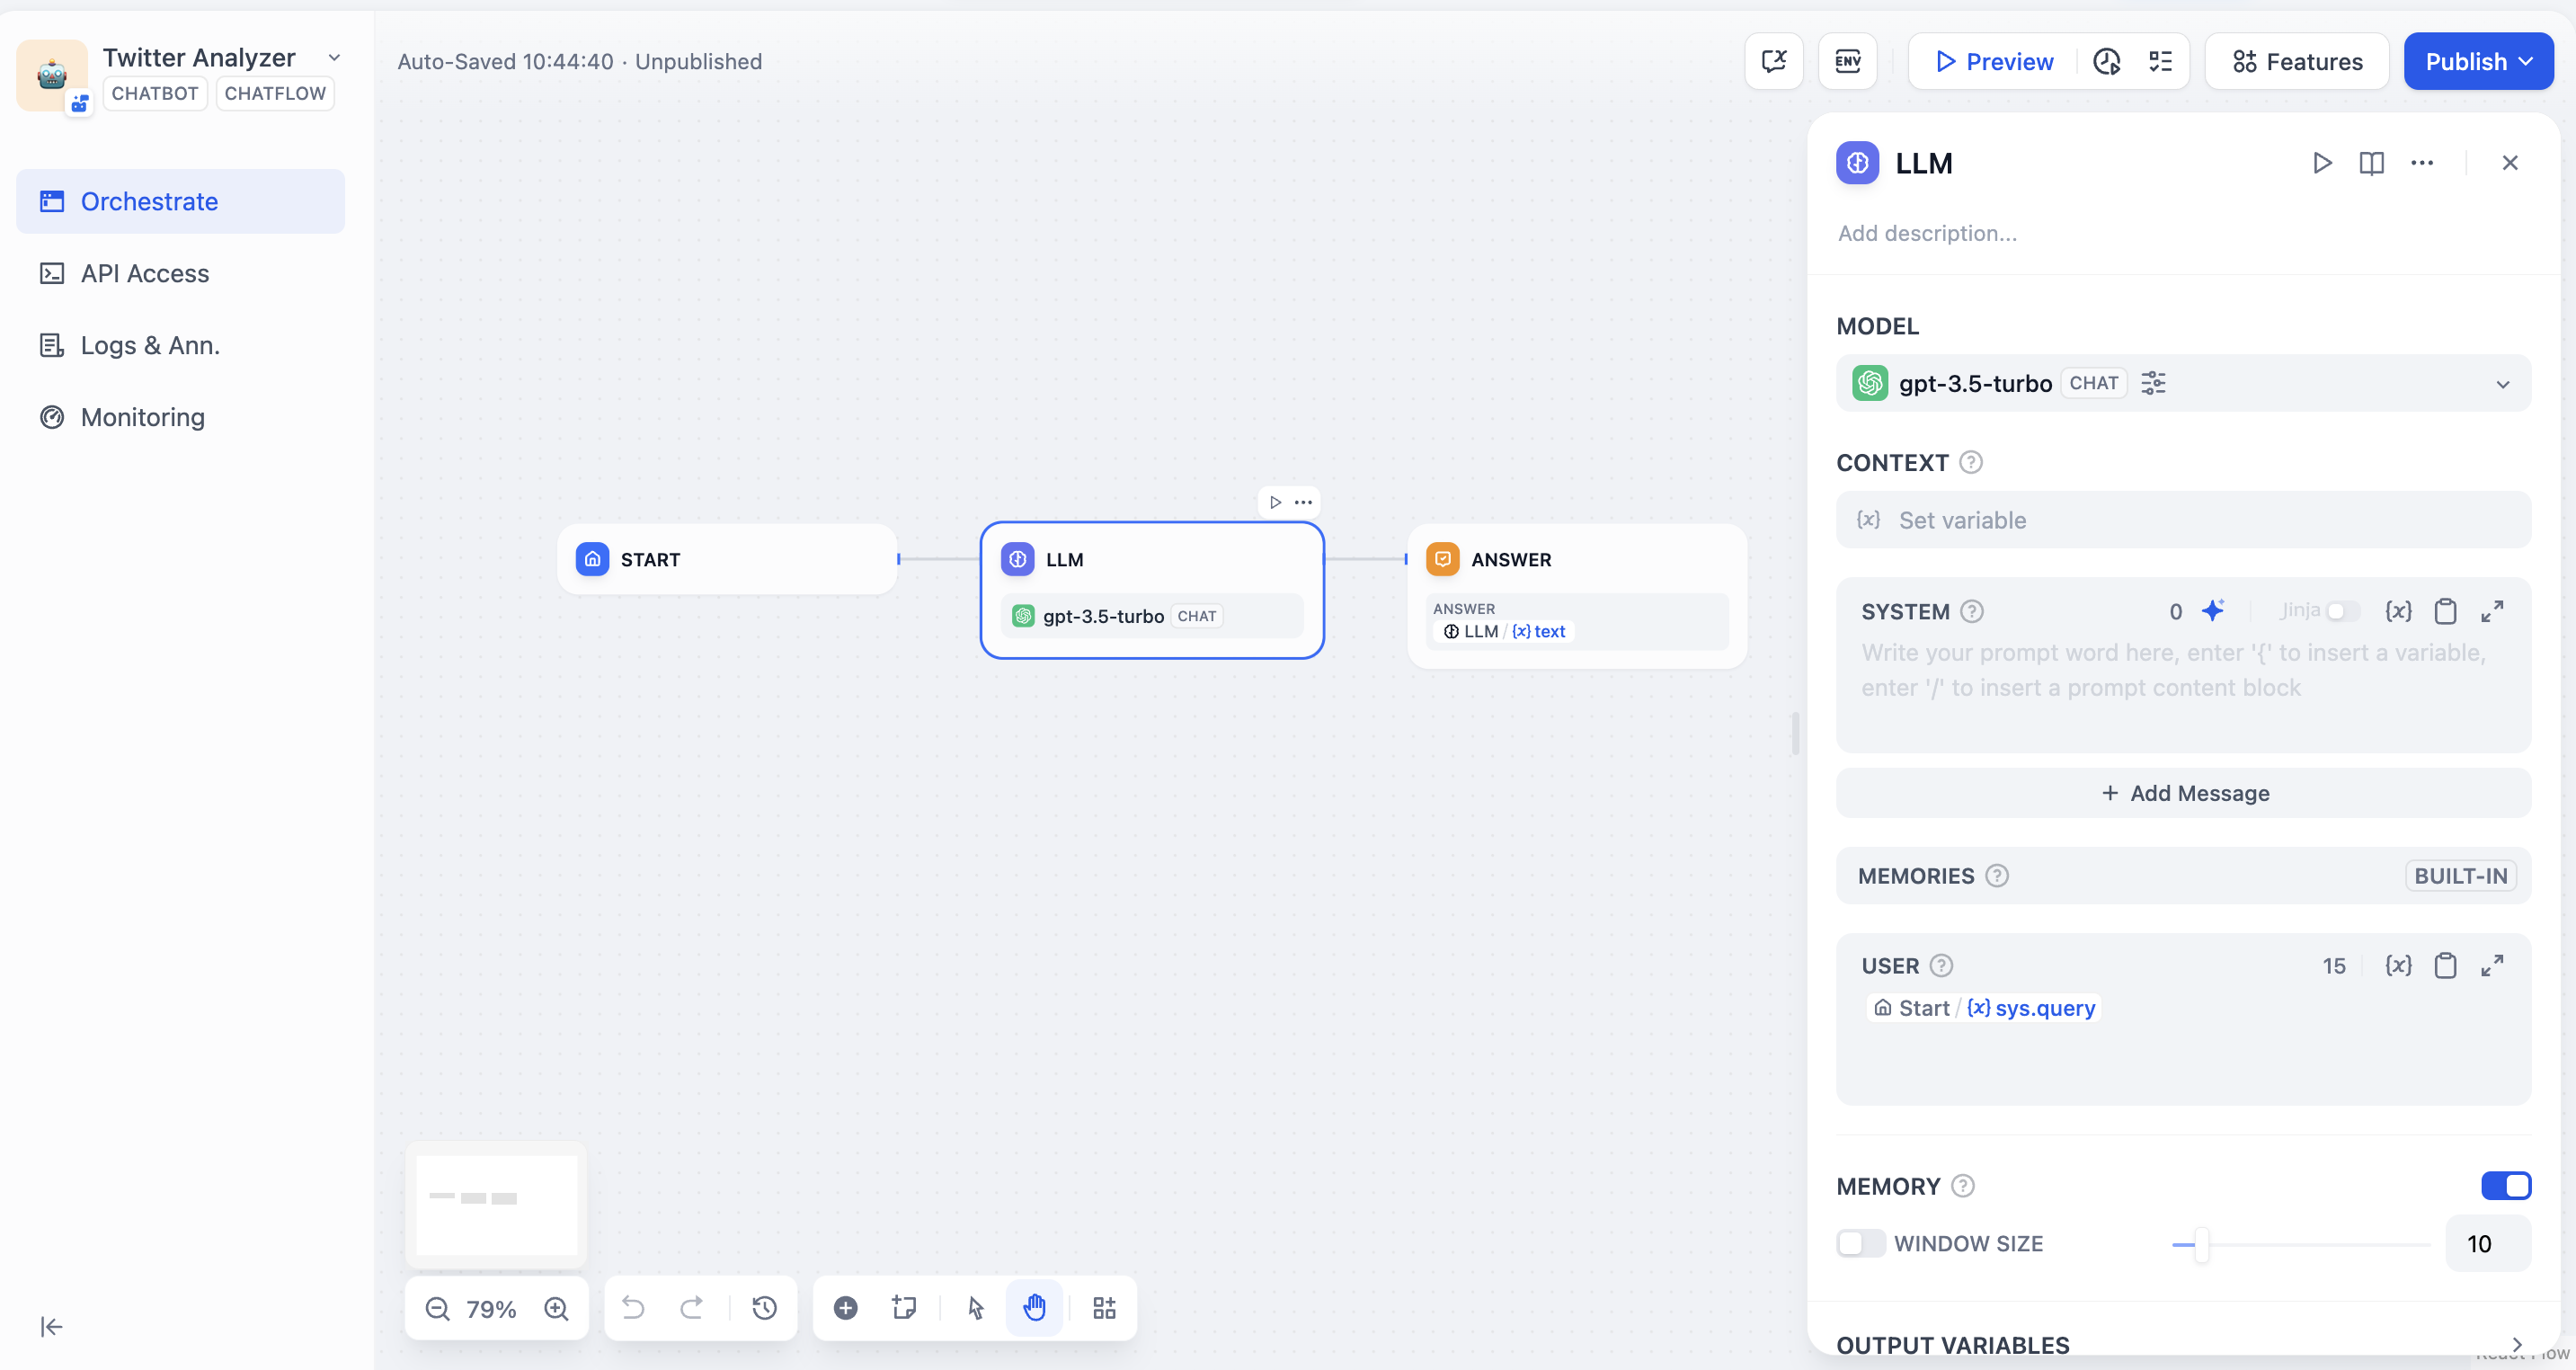 Twitter Analyzer
CHATBOT CHATFLOW
Orchestrate
API Access
Logs & Ann.
Monitoring
Auto-Saved 10:44:40 · Unpublished
ENV
Preview
Features
Publish
START
LLM
gpt-3.5-turbo CHAT
ANSWER
ANSWER
LLM / {x} text
79%
LLM
Add description...
MODEL
gpt-3.5-turbo CHAT
CONTEXT ?
{x} Set variable
SYSTEM ? 0 Jinja {x}
Write your prompt word here, enter '{' to insert a variable,
enter '/' to insert a prompt content block
+ Add Message
MEMORIES ? BUILT-IN
USER ? 15 {x}
Start / {x} sys.query
MEMORY ?
WINDOW SIZE 10
OUTPUT VARIABLES
React Flow